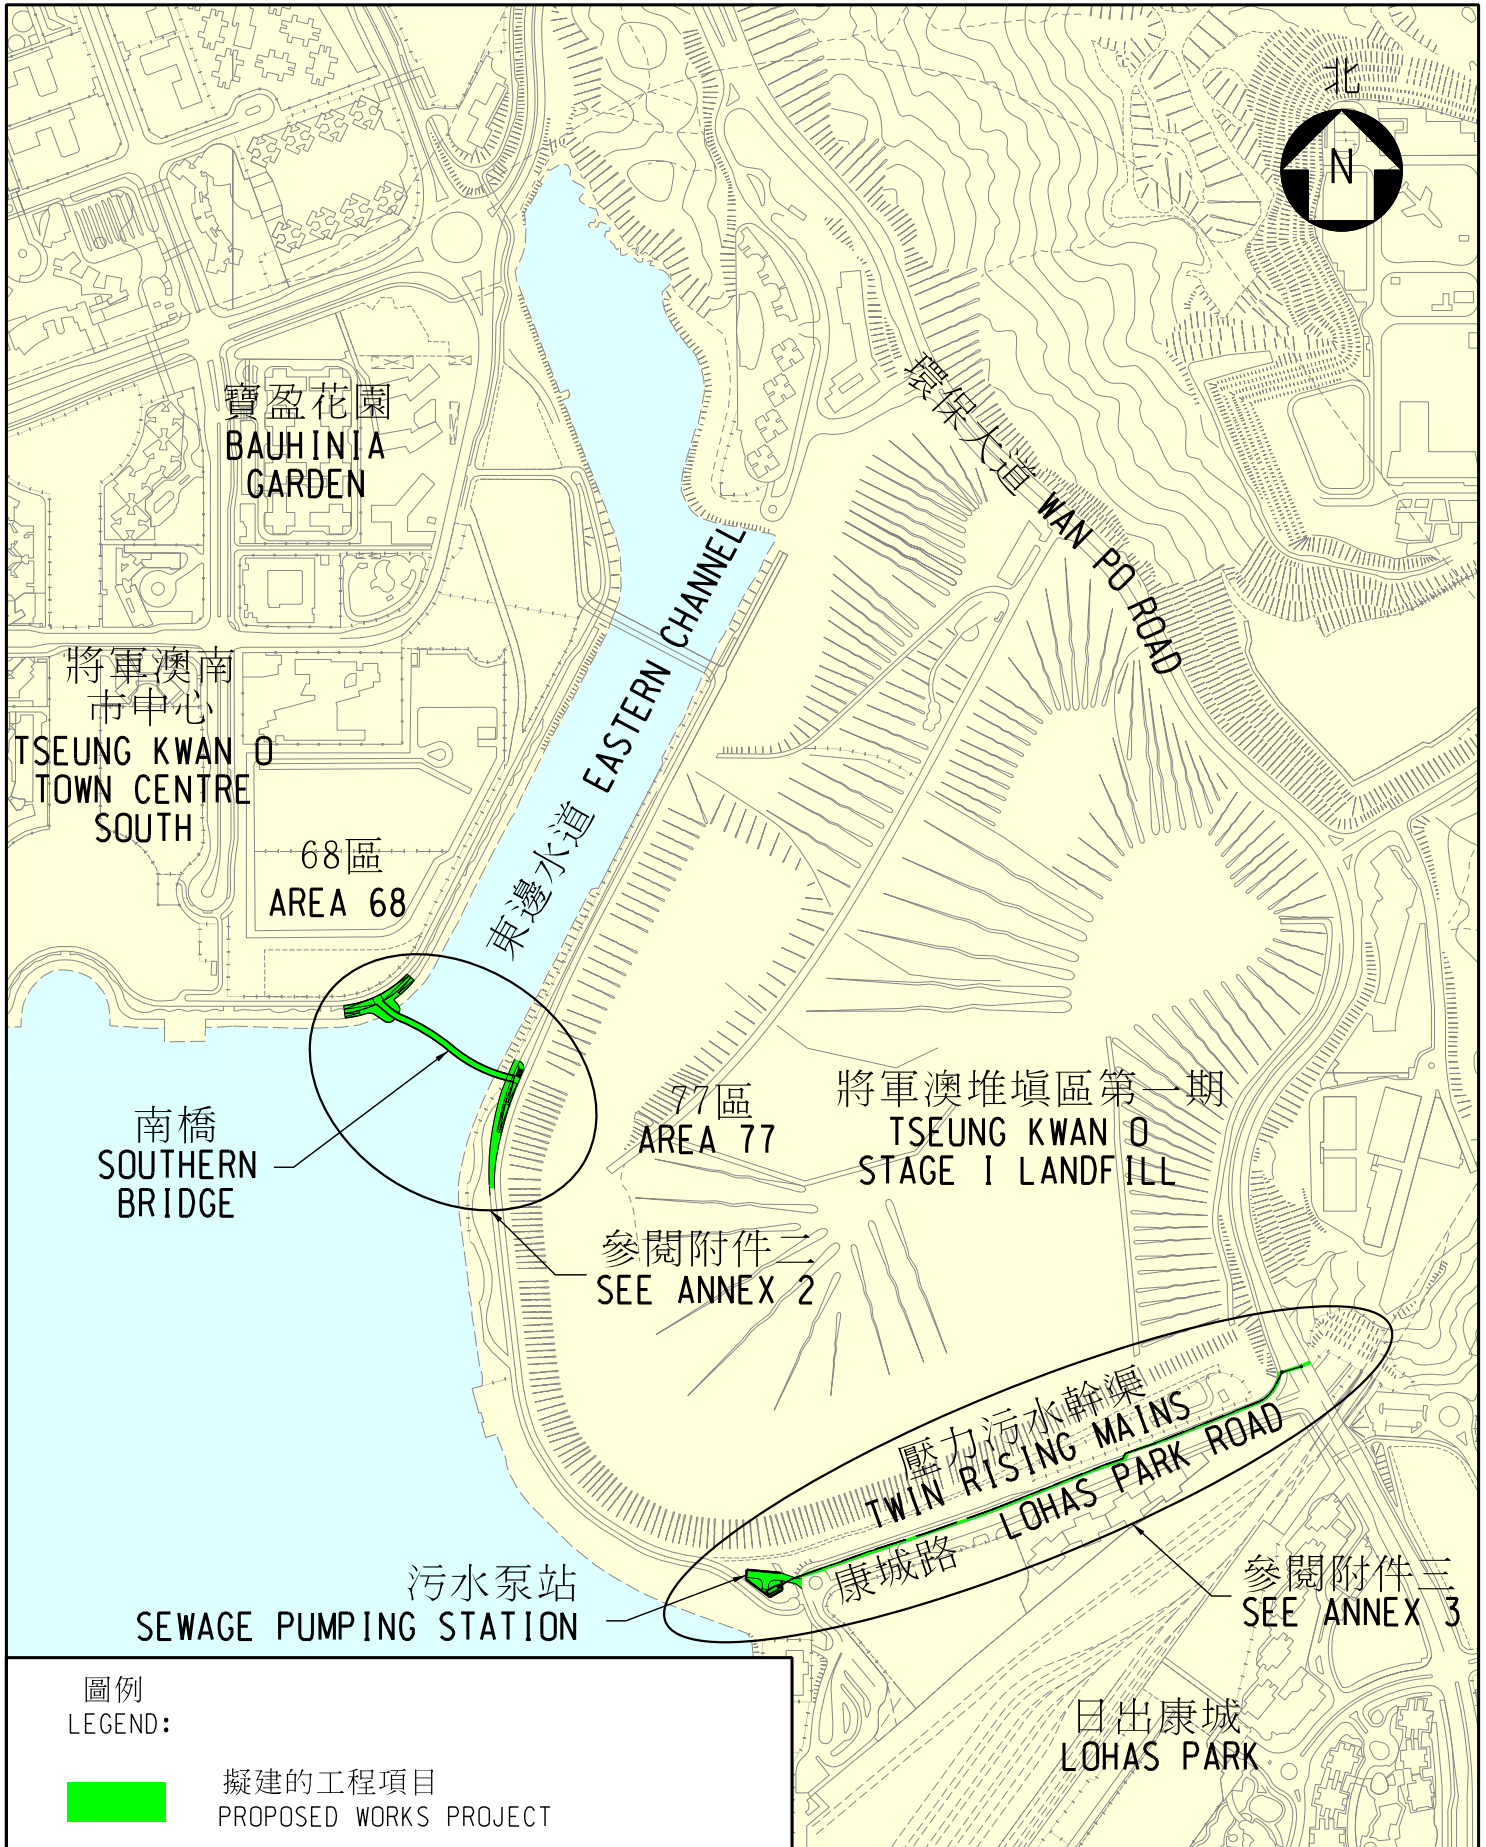 北
N
寶盈花園
BAUHINIA
GARDEN
環保大道 WAN PO ROAD
將軍澳南
市中心
TSEUNG KWAN O
TOWN CENTRE
SOUTH
68區
AREA 68
東邊水道 EASTERN CHANNEL
南橋
SOUTHERN
BRIDGE
77區
AREA 77
將軍澳堆填區第一期
TSEUNG KWAN O
STAGE I LANDFILL
參閱附件二
SEE ANNEX 2
壓力污水幹渠
TWIN RISING MAINS
康城路 LOHAS PARK ROAD
污水泵站
SEWAGE PUMPING STATION
參閱附件三
SEE ANNEX 3
日出康城
LOHAS PARK
圖例
LEGEND:
擬建的工程項目
PROPOSED WORKS PROJECT